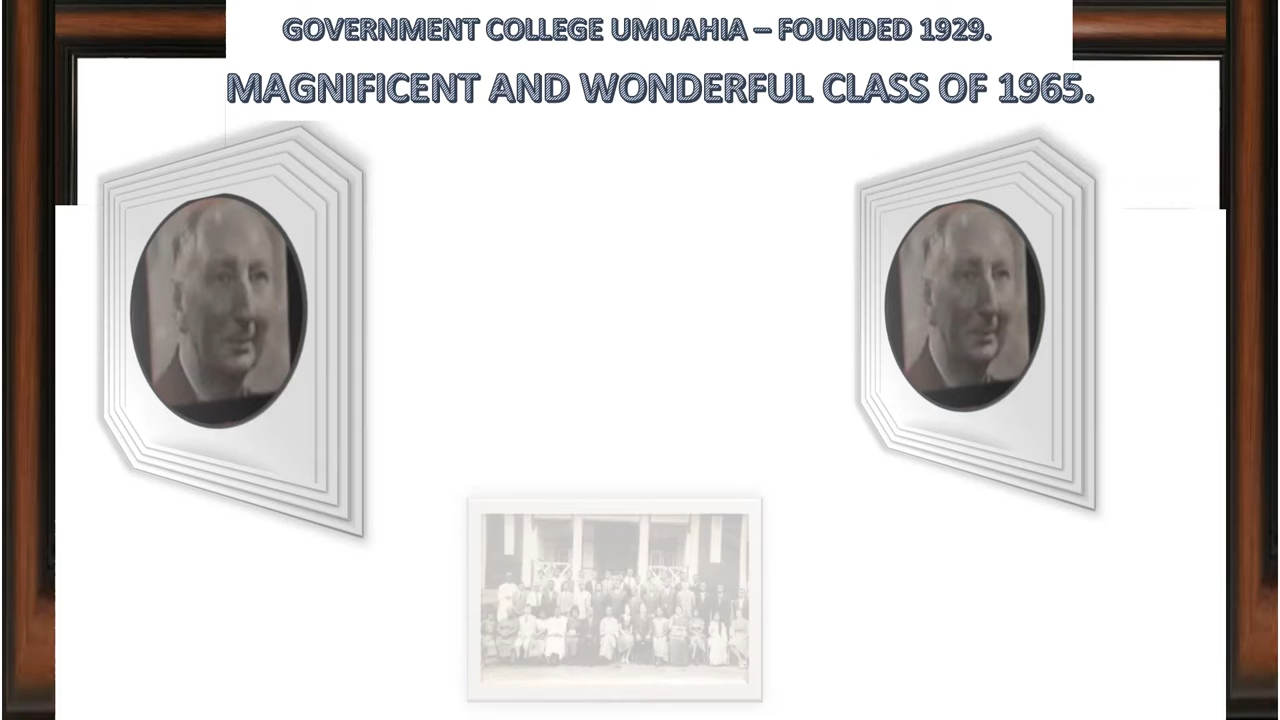 GOVERNMENT COLLEGE UMUAHIA – FOUNDED 1929.
MAGNIFICENT AND WONDERFUL CLASS OF 1965.